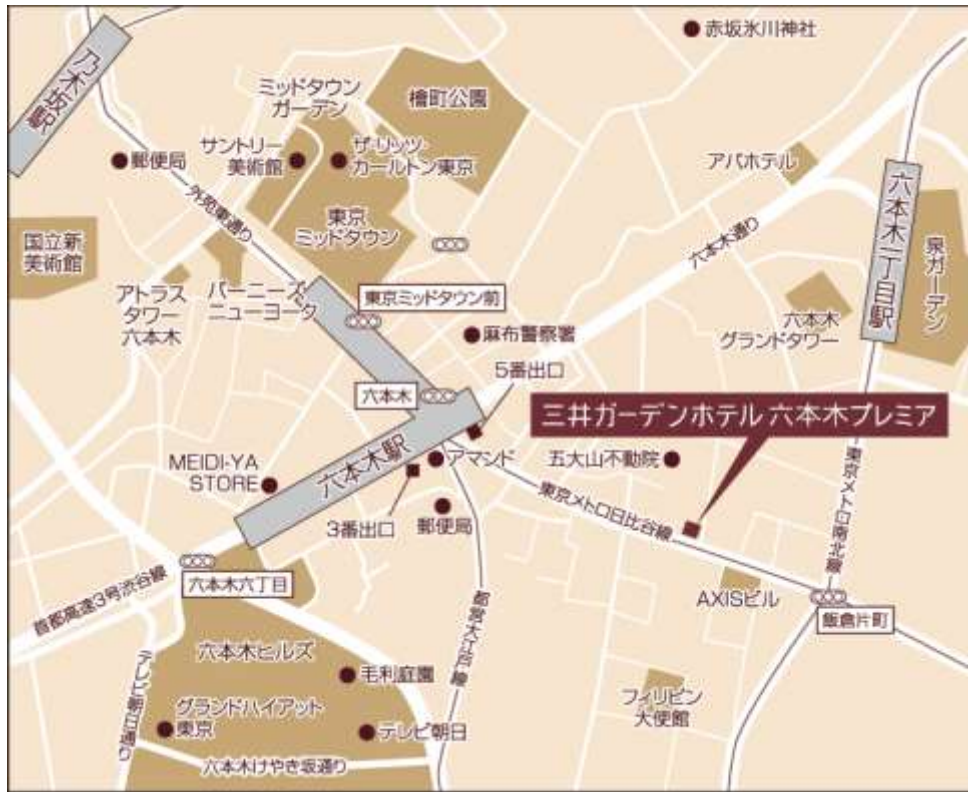 赤坂氷川神社
乃木坂駅
ミッドタウン
ガーデン
檜町公園
郵便局
サントリー
美術館
ザ・リッツ・
カールトン東京
アパホテル
外苑東通り
東京
ミッドタウン
六本木通り
六本木一丁目駅
泉ガーデン
国立新
美術館
アトラス
タワー
六本木
バーニーズ
ニューヨーク
東京ミッドタウン前
麻布警察署
六本木
グランドタワー
5番出口
六本木
三井ガーデンホテル 六本木プレミア
六本木駅
アマンド
五大山不動院
MEIDI-YA
STORE
3番出口
郵便局
東京メトロ日比谷線
東京メトロ南北線
首都高速3号渋谷線
六本木六丁目
AXISビル
飯倉片町
都営大江戸線
六本木ヒルズ
毛利庭園
フィリピン
大使館
テレビ朝日通り
グランドハイアット
東京
テレビ朝日
六本木けやき坂通り